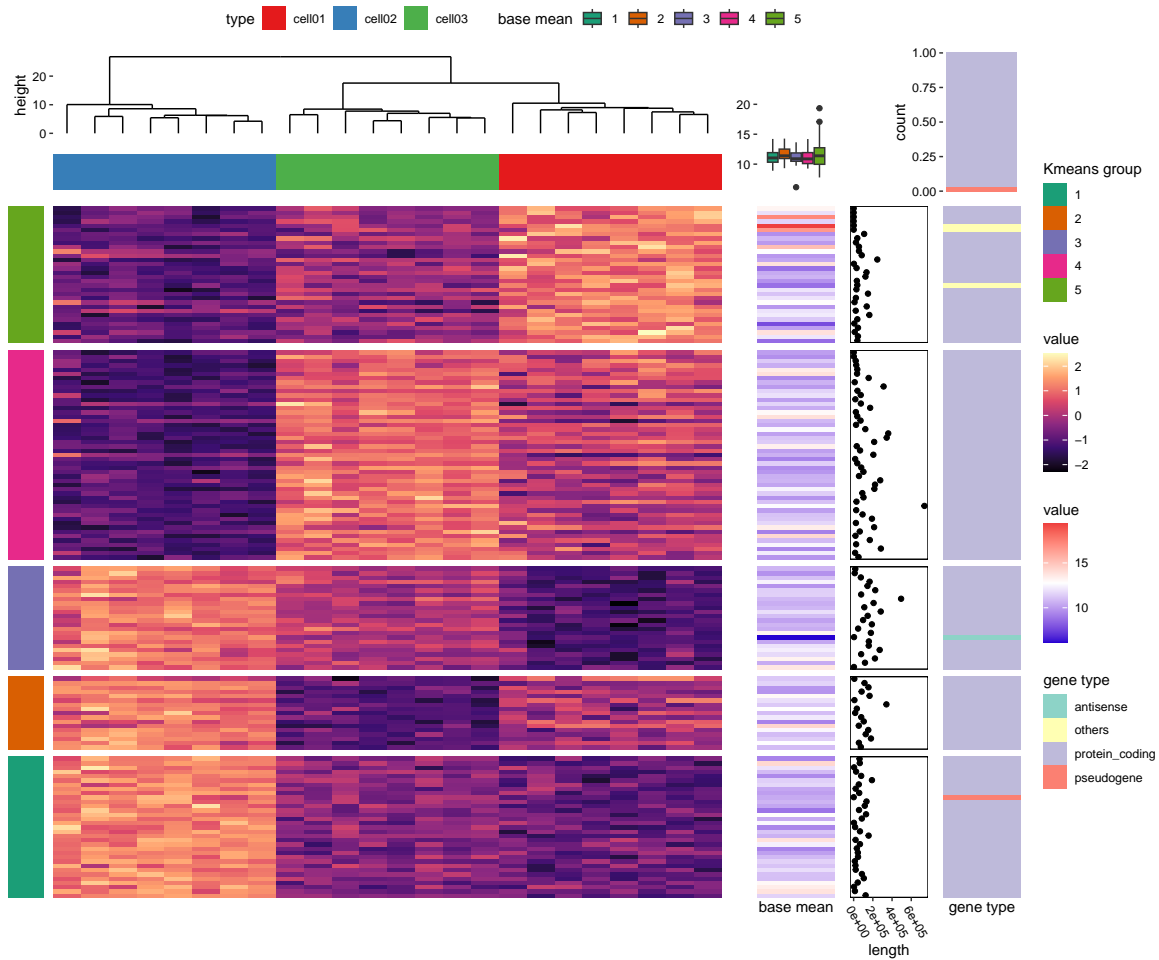 type cell01 cell02 cell03 base mean 1 2 3 4 5
height
20
10
0
20
15
10
count
1.00
0.75
0.50
0.25
0.00
Kmeans group
1
2
3
4
5
value
2
1
0
−1
−2
value
15
10
gene type
antisense
others
protein_coding
pseudogene
base mean
0e+00
2e+05
4e+05
6e+05
length
gene type